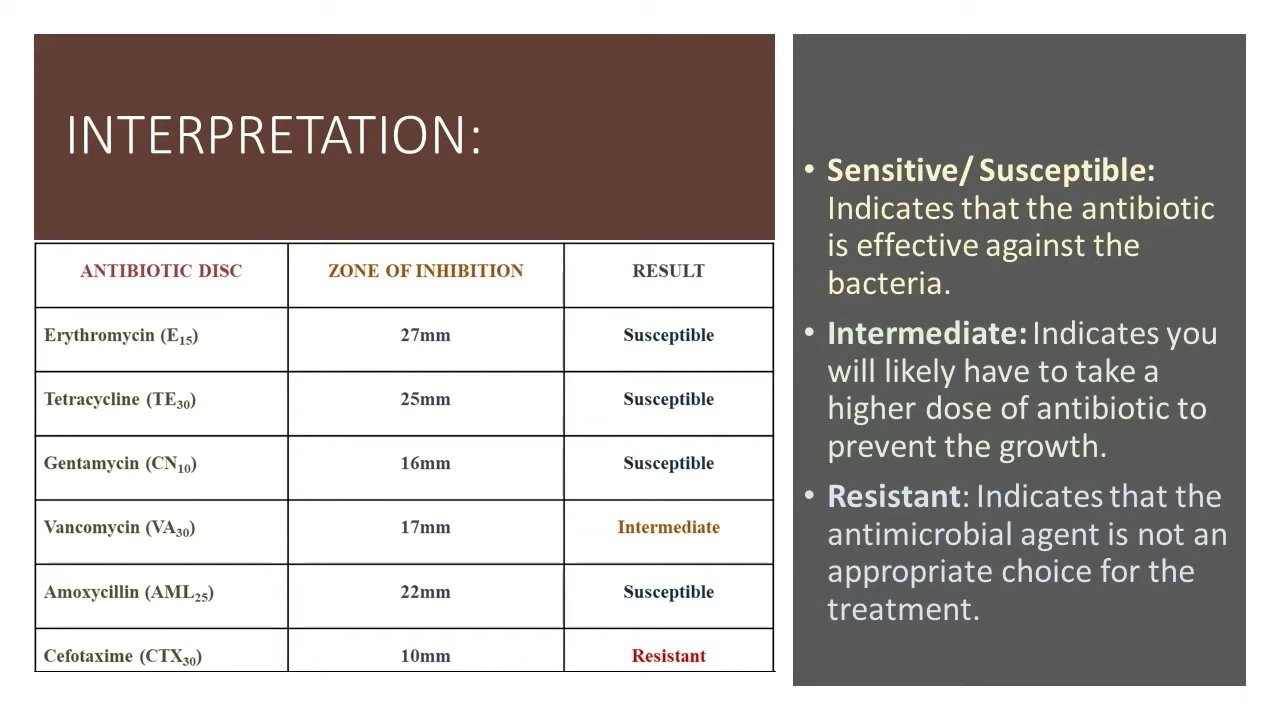 INTERPRETATION:
ANTIBIOTIC DISC ZONE OF INHIBITION RESULT
Erythromycin (E15) 27mm Susceptible
Tetracycline (TE30) 25mm Susceptible
Gentamycin (CN10) 16mm Susceptible
Vancomycin (VA30) 17mm Intermediate
Amoxycillin (AML25) 22mm Susceptible
Cefotaxime (CTX30) 10mm Resistant
• Sensitive/ Susceptible:
Indicates that the antibiotic
is effective against the
bacteria.
• Intermediate: Indicates you
will likely have to take a
higher dose of antibiotic to
prevent the growth.
• Resistant: Indicates that the
antimicrobial agent is not an
appropriate choice for the
treatment.